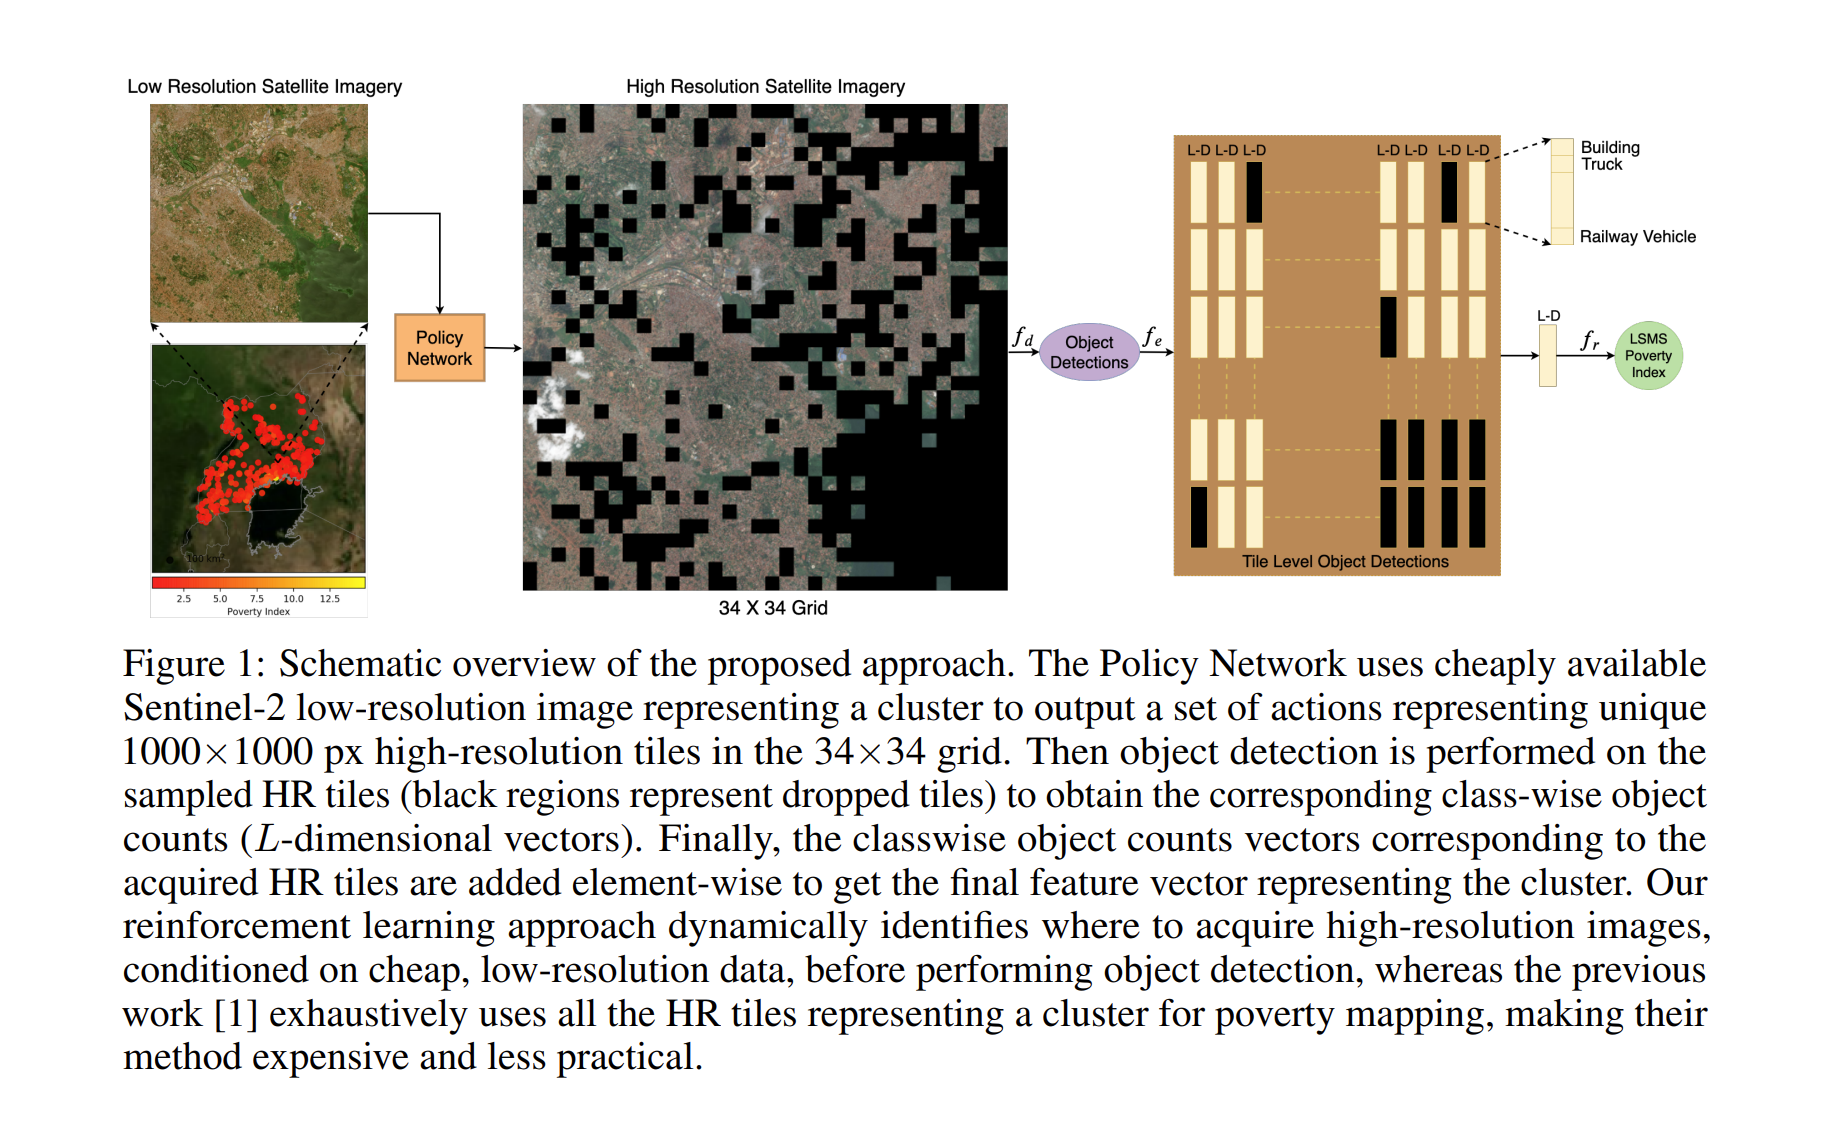 Low Resolution Satellite Imagery
High Resolution Satellite Imagery
Policy
Network
100 km
2.5 5.0 7.5 10.0 12.5
Poverty Index
34 X 34 Grid
f_d
Object
Detections
f_e
L-D L-D L-D L-D L-D L-D L-D
Tile Level Object Detections
Building
Truck
Railway Vehicle
L-D
f_r
LSMS
Poverty
Index
Figure 1: Schematic overview of the proposed approach. The Policy Network uses cheaply available
Sentinel-2 low-resolution image representing a cluster to output a set of actions representing unique
1000×1000 px high-resolution tiles in the 34×34 grid. Then object detection is performed on the
sampled HR tiles (black regions represent dropped tiles) to obtain the corresponding class-wise object
counts (L-dimensional vectors). Finally, the classwise object counts vectors corresponding to the
acquired HR tiles are added element-wise to get the final feature vector representing the cluster. Our
reinforcement learning approach dynamically identifies where to acquire high-resolution images,
conditioned on cheap, low-resolution data, before performing object detection, whereas the previous
work [1] exhaustively uses all the HR tiles representing a cluster for poverty mapping, making their
method expensive and less practical.